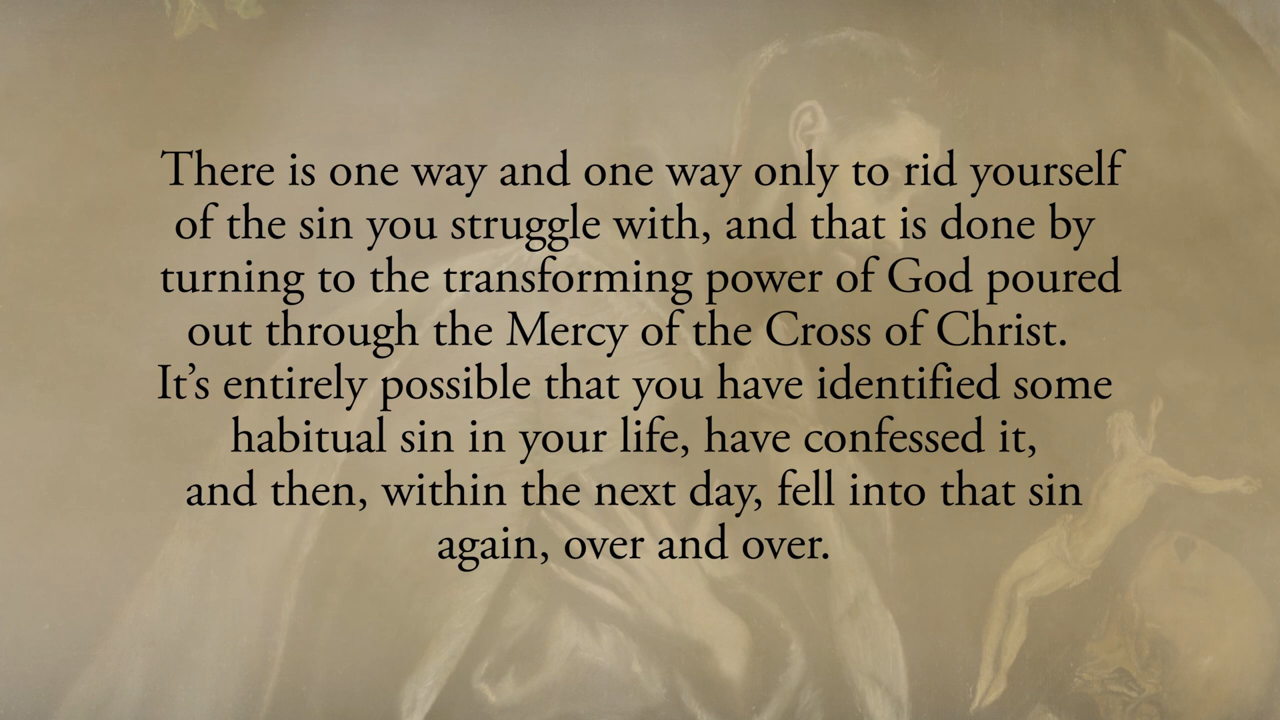 There is one way and one way only to rid yourself
of the sin you struggle with, and that is done by
turning to the transforming power of God poured
out through the Mercy of the Cross of Christ.
It’s entirely possible that you have identified some
habitual sin in your life, have confessed it,
and then, within the next day, fell into that sin
again, over and over.